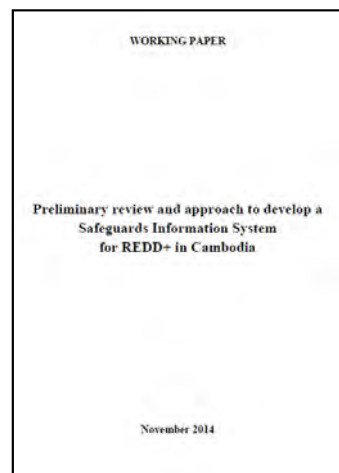 WORKING PAPER
Preliminary review and approach to develop a
Safeguards Information System
for REDD+ in Cambodia
November 2014